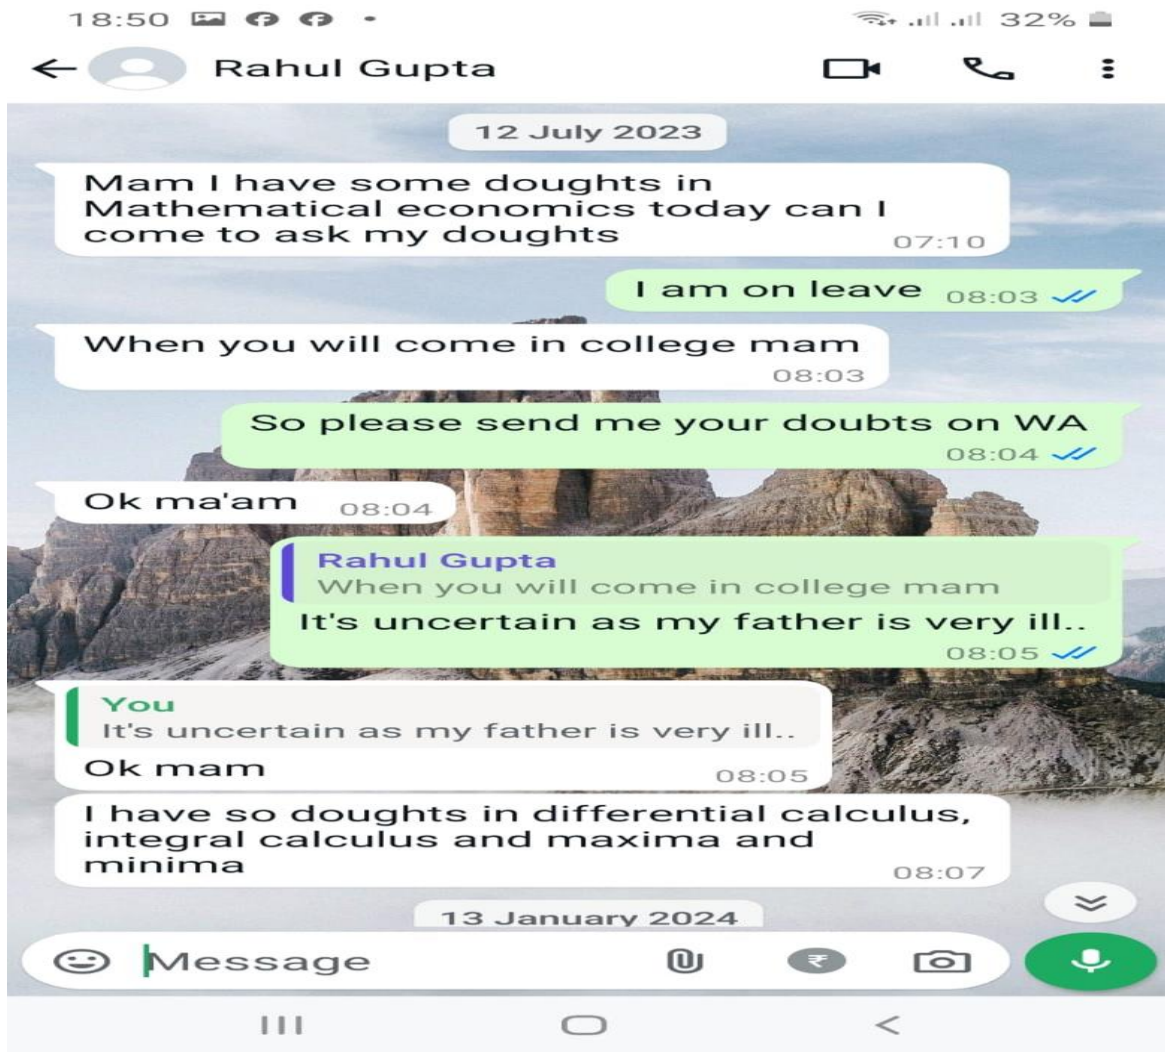 18:50
32%
Rahul Gupta
12 July 2023
Mam I have some doughts in
Mathematical economics today can I
come to ask my doughts
07:10
I am on leave 08:03
When you will come in college mam
08:03
So please send me your doubts on WA
08:04
Ok ma'am 08:04
Rahul Gupta
When you will come in college mam
It's uncertain as my father is very ill..
08:05
You
It's uncertain as my father is very ill..
Ok mam 08:05
I have so doughts in differential calculus,
integral calculus and maxima and
minima 08:07
13 January 2024
Message
₹